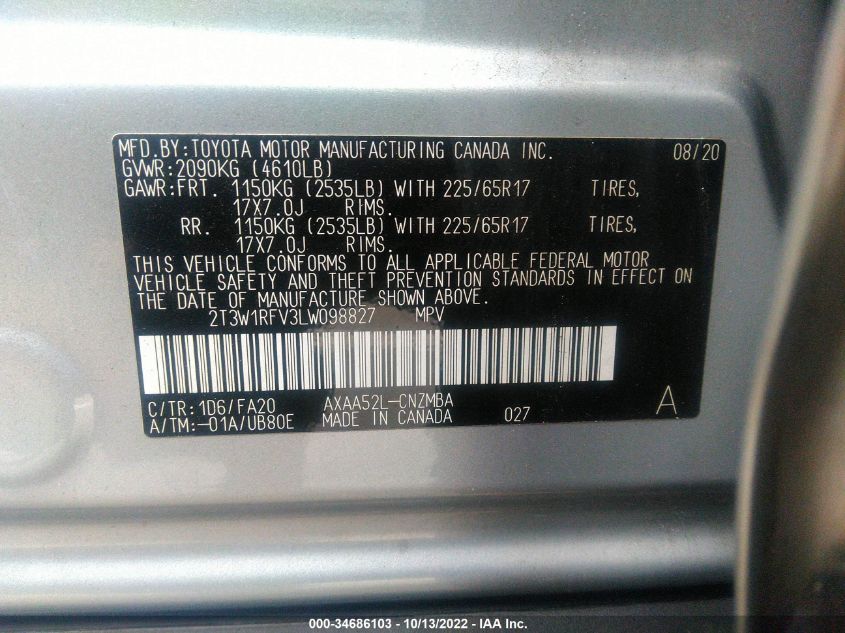 MFD.BY:TOYOTA MOTOR MANUFACTURING CANADA INC. 08/20
GVWR:2090KG (4610LB)
GAWR:FRT. 1150KG (2535LB) WITH 225/65R17 TIRES,
17X7.0J RIMS.
RR. 1150KG (2535LB) WITH 225/65R17 TIRES,
17X7.0J RIMS.
THIS VEHICLE CONFORMS TO ALL APPLICABLE FEDERAL MOTOR
VEHICLE SAFETY AND THEFT PREVENTION STANDARDS IN EFFECT ON
THE DATE OF MANUFACTURE SHOWN ABOVE.
2T3W1RFV3LW098827 MPV
C/TR:1D6/FA20 AXAA52L-CNZMBA A
A/TM:-01A/UB80E MADE IN CANADA 027
000-34686103 - 10/13/2022 - IAA Inc.